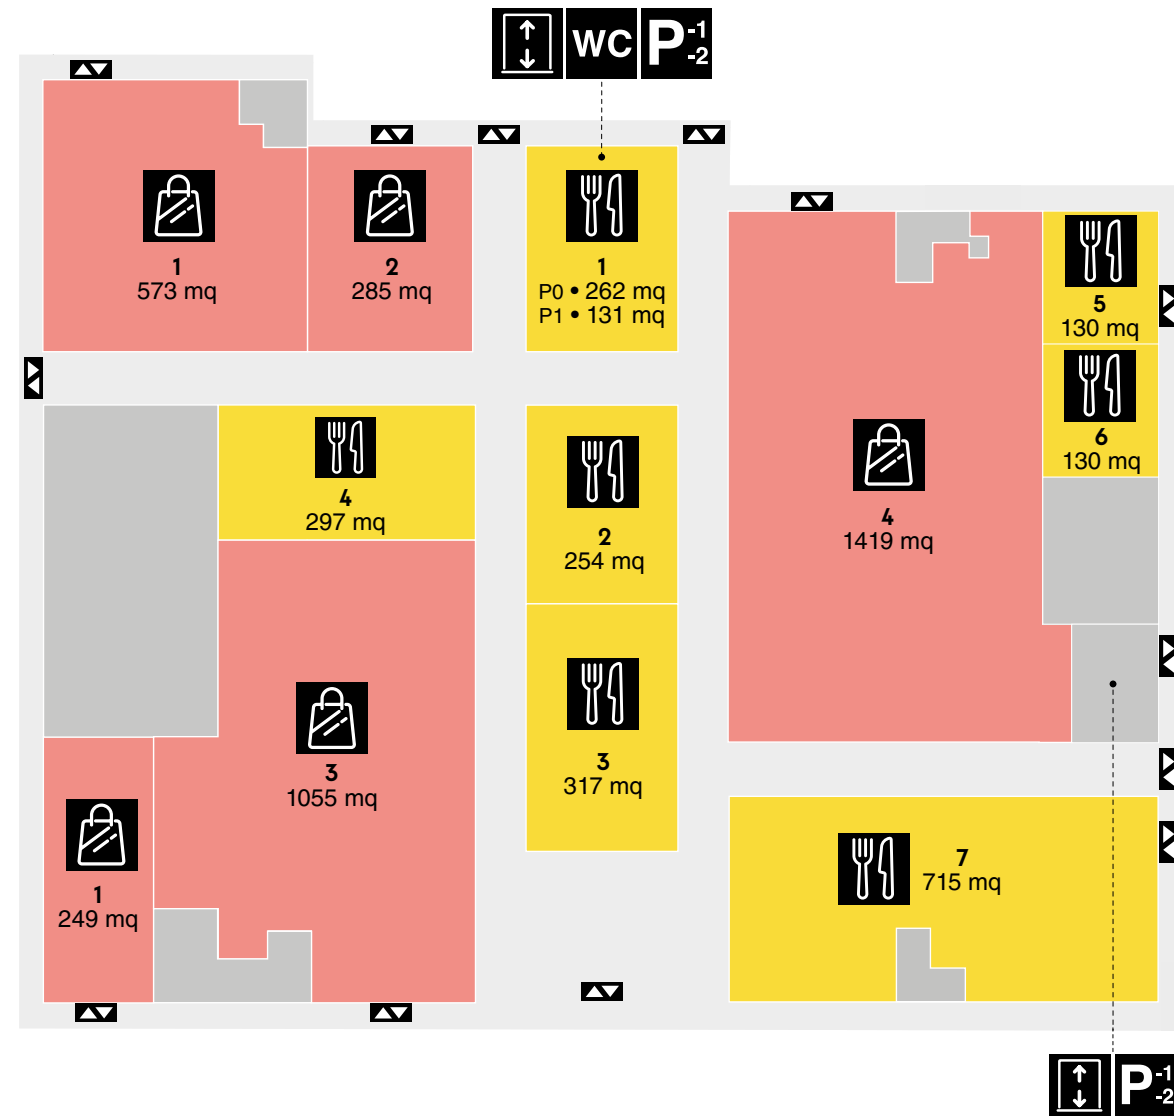 WC P -1
-2
1
573 mq
2
285 mq
1
P0 • 262 mq
P1 • 131 mq
5
130 mq
6
130 mq
4
297 mq
2
254 mq
4
1419 mq
3
1055 mq
3
317 mq
1
249 mq
7
715 mq
P -1
-2